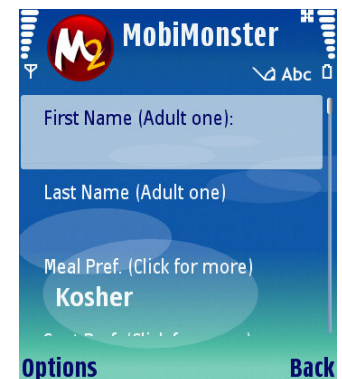 M2
MobiMonster
Abc
First Name (Adult one):
Last Name (Adult one)
Meal Pref. (Click for more)
Kosher
Options
Back